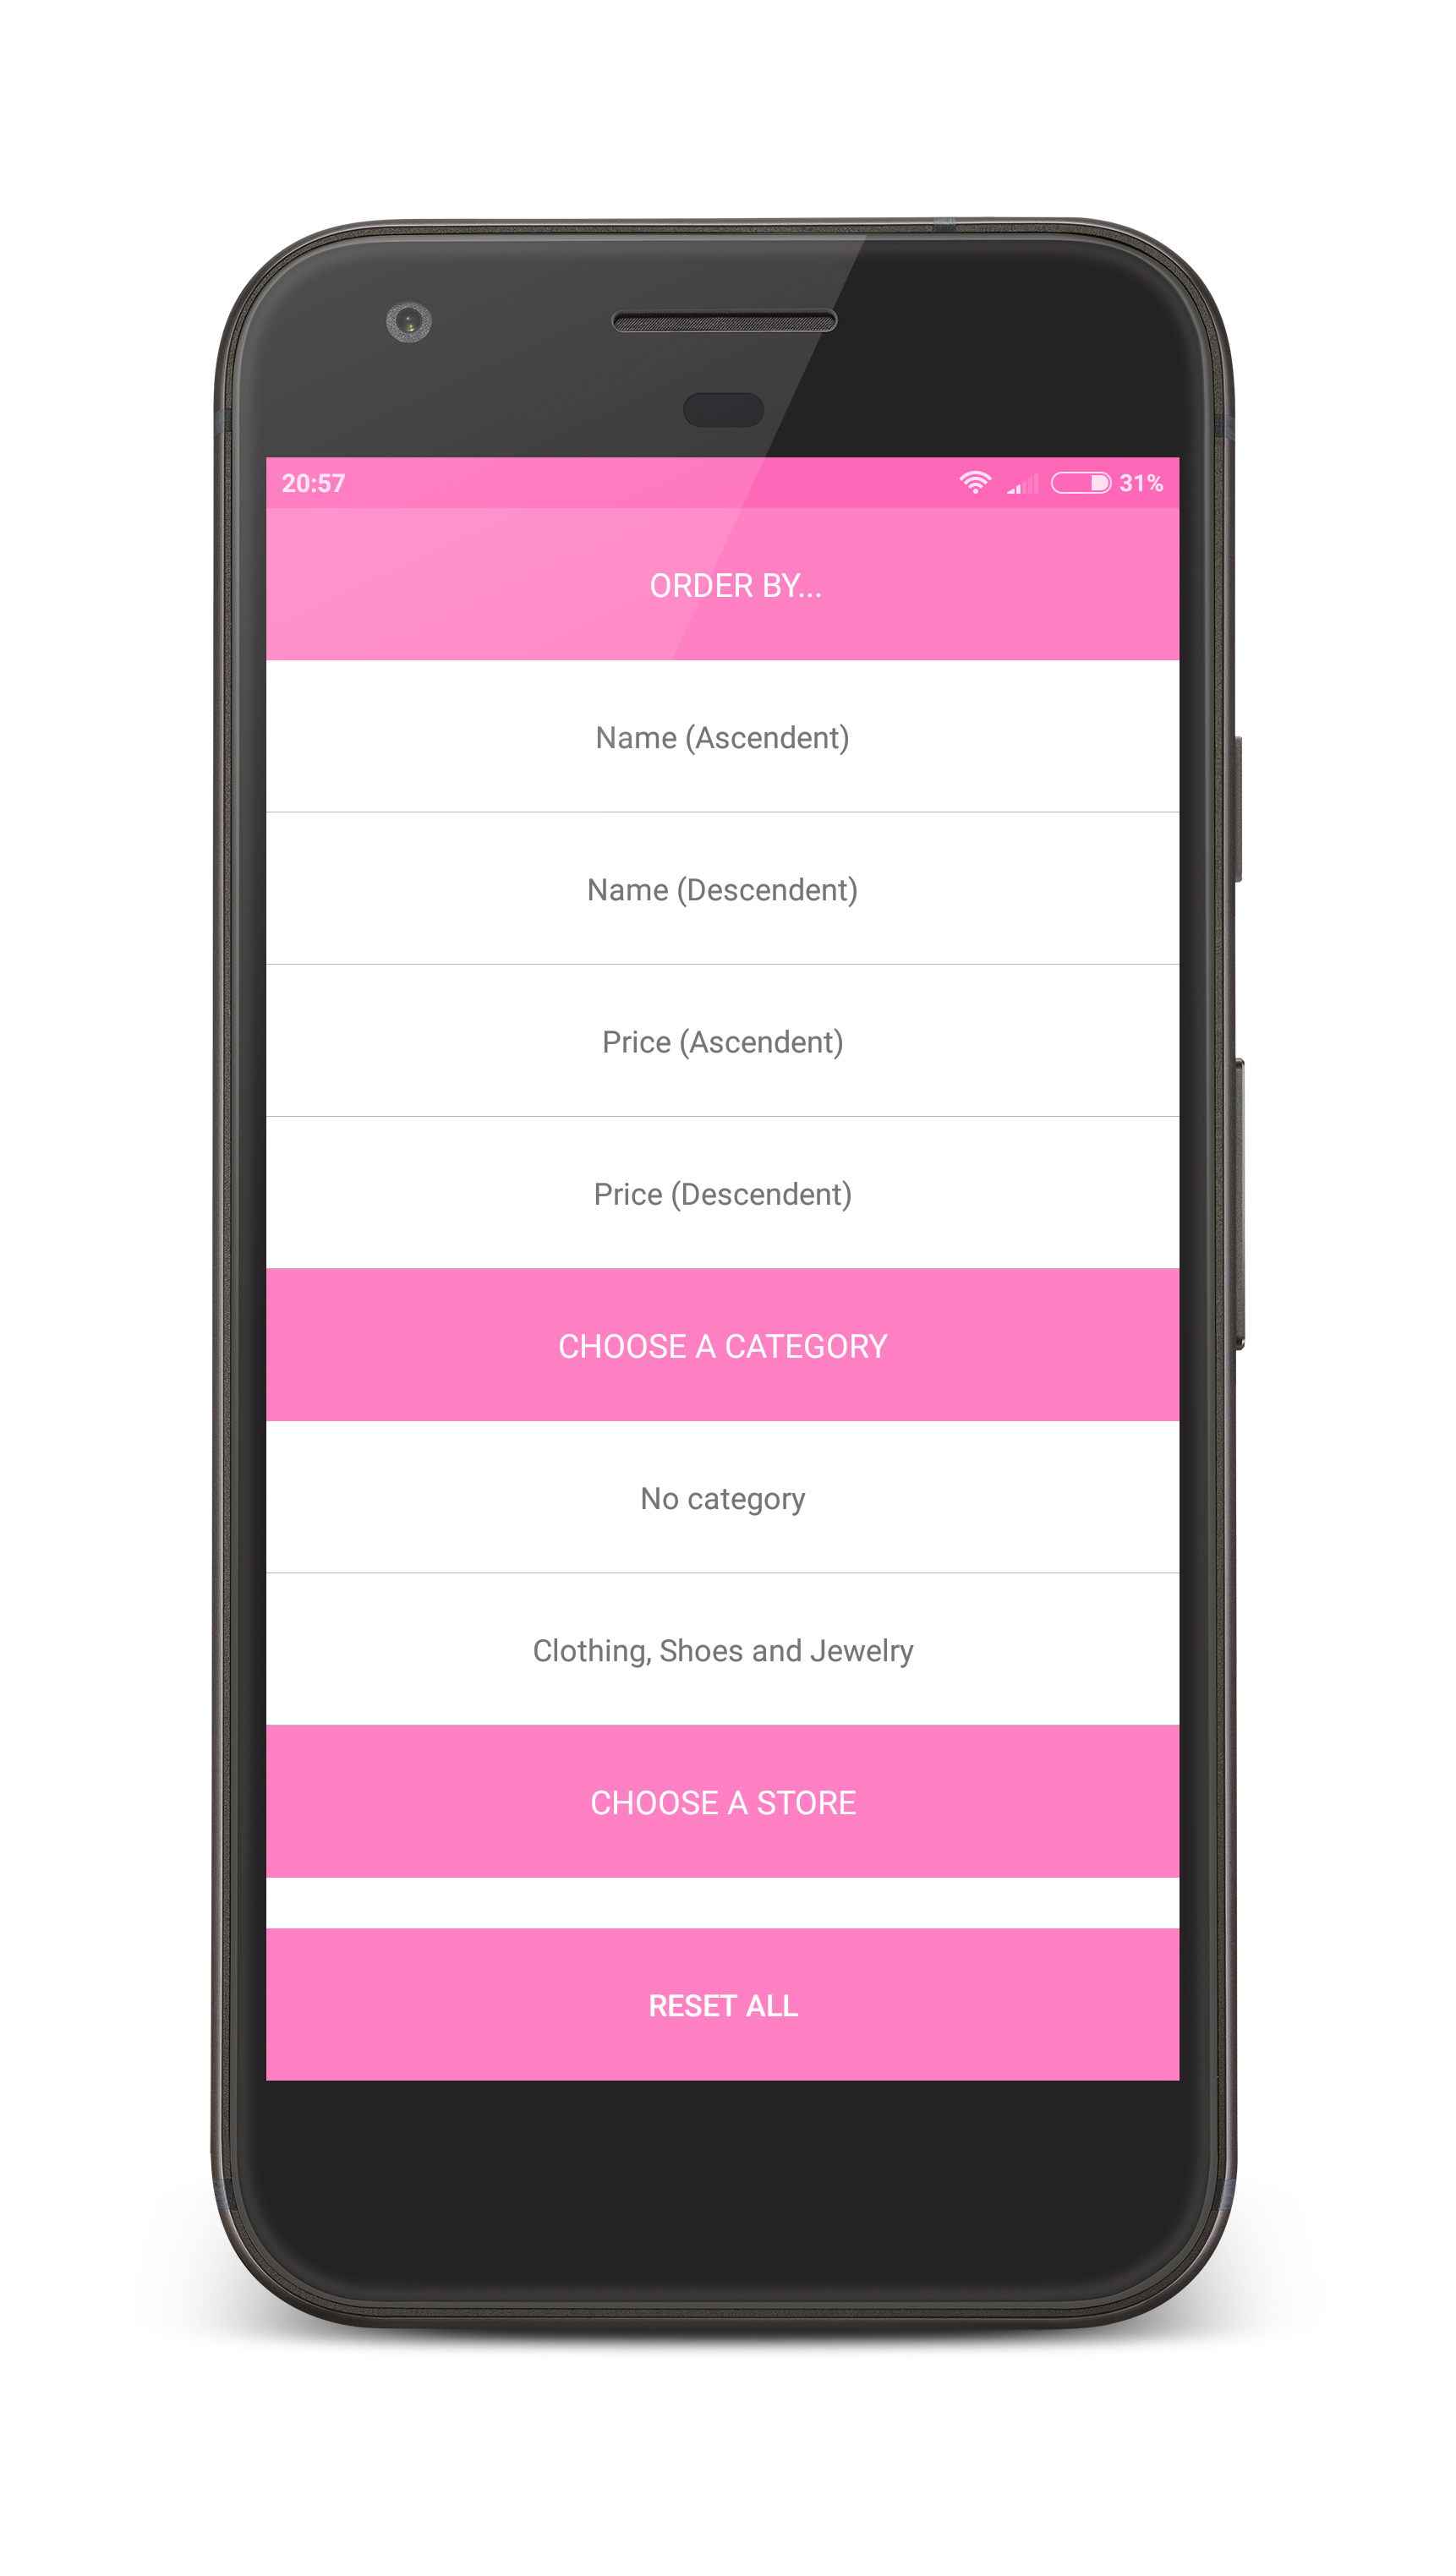 20:57 31%
ORDER BY...
Name (Ascendent)
Name (Descendent)
Price (Ascendent)
Price (Descendent)
CHOOSE A CATEGORY
No category
Clothing, Shoes and Jewelry
CHOOSE A STORE
RESET ALL